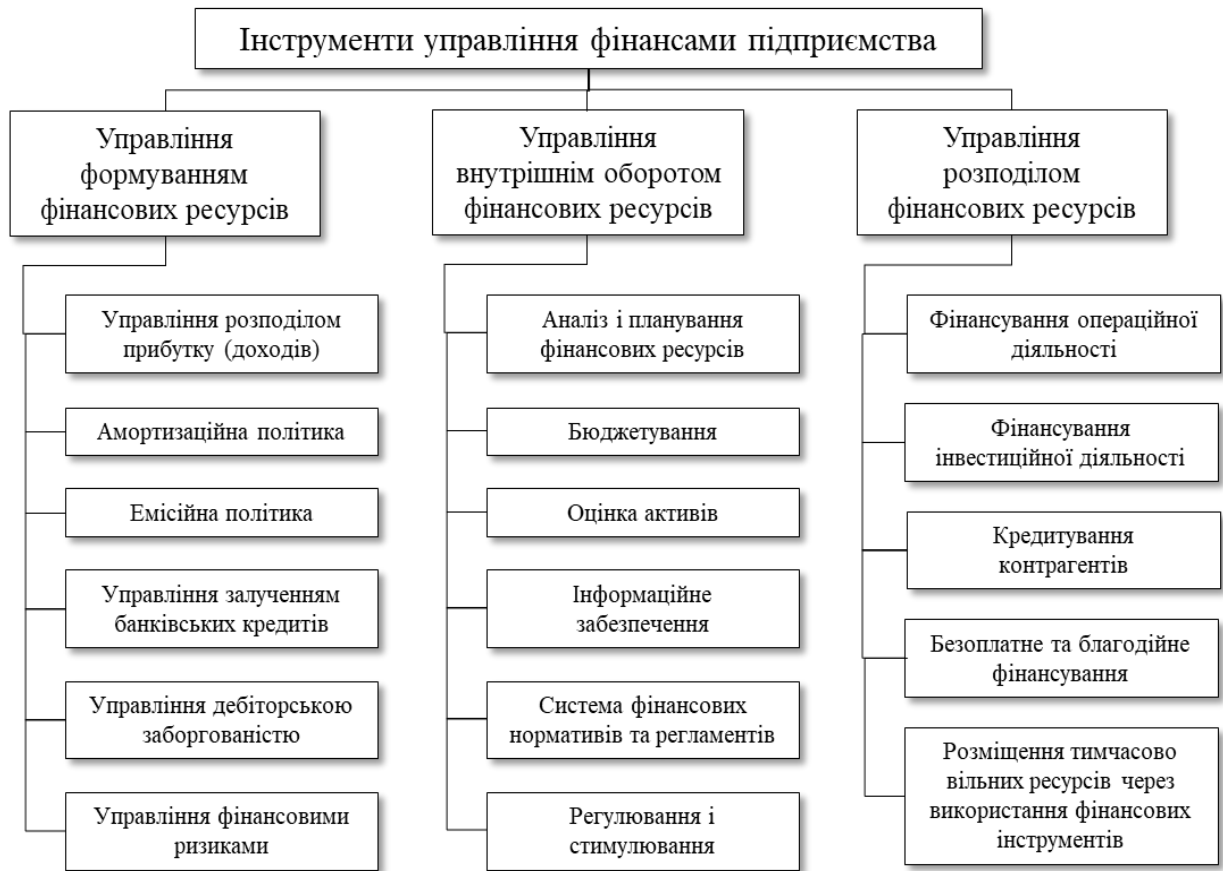 Інструменти управління фінансами підприємства
Управління
формуванням
фінансових ресурсів
Управління розподілом
прибутку (доходів)
Амортизаційна політика
Емісійна політика
Управління залученням
банківських кредитів
Управління дебіторською
заборгованістю
Управління фінансовими
ризиками
Управління
внутрішнім оборотом
фінансових ресурсів
Аналіз і планування
фінансових ресурсів
Бюджетування
Оцінка активів
Інформаційне
забезпечення
Система фінансових
нормативів та регламентів
Регулювання і
стимулювання
Управління
розподілом
фінансових ресурсів
Фінансування операційної
діяльності
Фінансування
інвестиційної діяльності
Кредитування
контрагентів
Безоплатне та благодійне
фінансування
Розміщення тимчасово
вільних ресурсів через
використання фінансових
інструментів